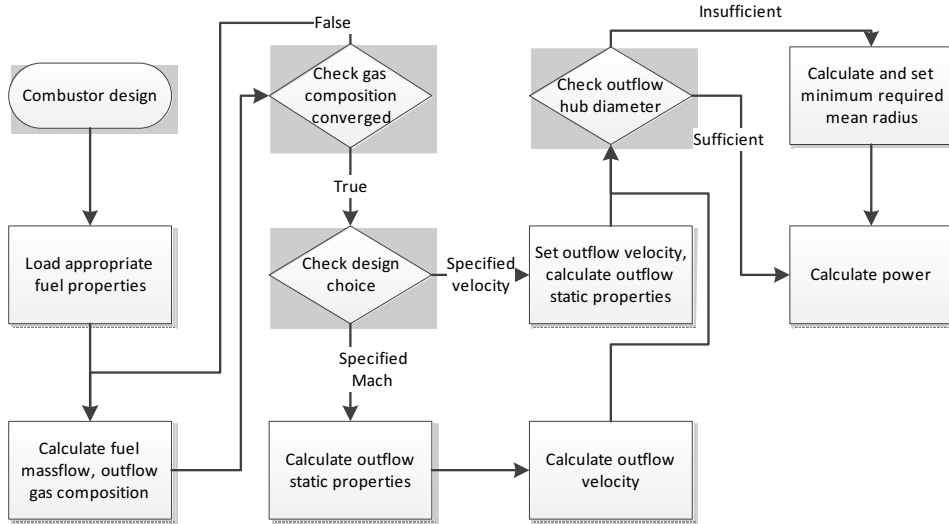 Combustor design
Load appropriate
fuel properties
Calculate fuel
massflow, outflow
gas composition
False
Check gas
composition
converged
True
Check design
choice
Specified
velocity
Specified
Mach
Calculate outflow
static properties
Set outflow velocity,
calculate outflow
static properties
Calculate outflow
velocity
Check outflow
hub diameter
Insufficient
Sufficient
Calculate and set
minimum required
mean radius
Calculate power